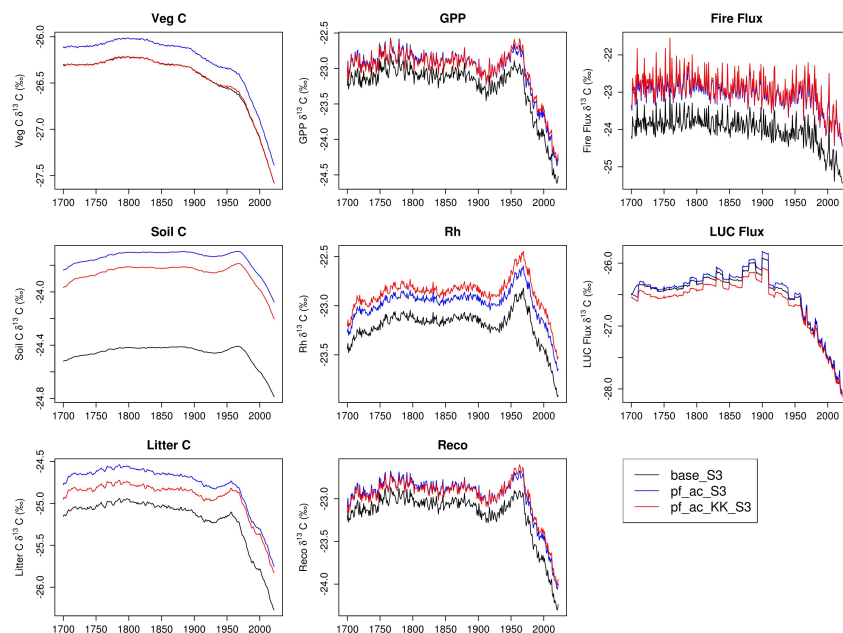 Veg C
Veg C δ13 C (‰)
-26.0
-26.5
-27.0
-27.5
1700 1750 1800 1850 1900 1950 2000
GPP
GPP δ13 C (‰)
-23.0
-23.5
-24.0
-24.5
1700 1750 1800 1850 1900 1950 2000
Fire Flux
Fire Flux δ13 C (‰)
-22
-23
-24
-25
1700 1750 1800 1850 1900 1950 2000
Soil C
Soil C δ13 C (‰)
-24.0
-24.4
-24.8
1700 1750 1800 1850 1900 1950 2000
Rh
Rh δ13 C (‰)
-22.5
-23.0
-23.5
1700 1750 1800 1850 1900 1950 2000
LUC Flux
LUC Flux δ13 C (‰)
-26.0
-26.5
-28.0
1700 1750 1800 1850 1900 1950 2000
Litter C
Litter C δ13 C (‰)
-24.5
-25.0
-25.5
-26.0
1700 1750 1800 1850 1900 1950 2000
Reco
Reco δ13 C (‰)
-23.0
-23.5
-24.0
1700 1750 1800 1850 1900 1950 2000
base_S3
pf_ac_S3
pf_ac_KK_S3